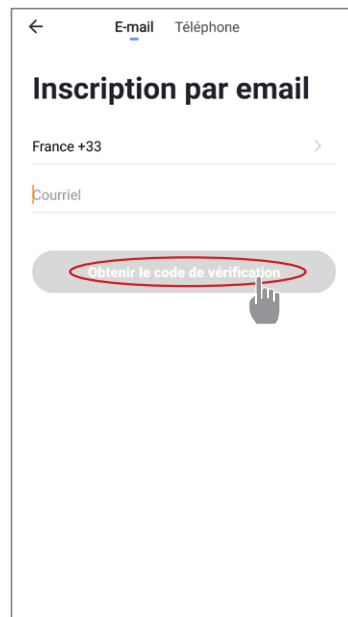 E-mail Téléphone
Inscription par email
France +33
Courriel
Obtenir le code de vérification